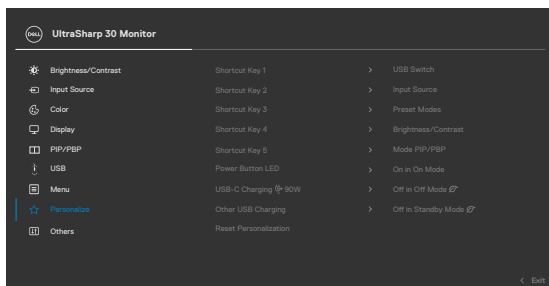 DELL UltraSharp 30 Monitor
Brightness/Contrast Shortcut Key 1 > USB Switch
Input Source Shortcut Key 2 > Input Source
Color Shortcut Key 3 > Preset Modes
Display Shortcut Key 4 > Brightness/Contrast
PIP/PBP Shortcut Key 5 > Mode PIP/PBP
USB Power Button LED > On in On Mode
Menu USB-C Charging 90W > Off in Off Mode
Personalize Other USB Charging > Off in Standby Mode
Others Reset Personalization
< Exit